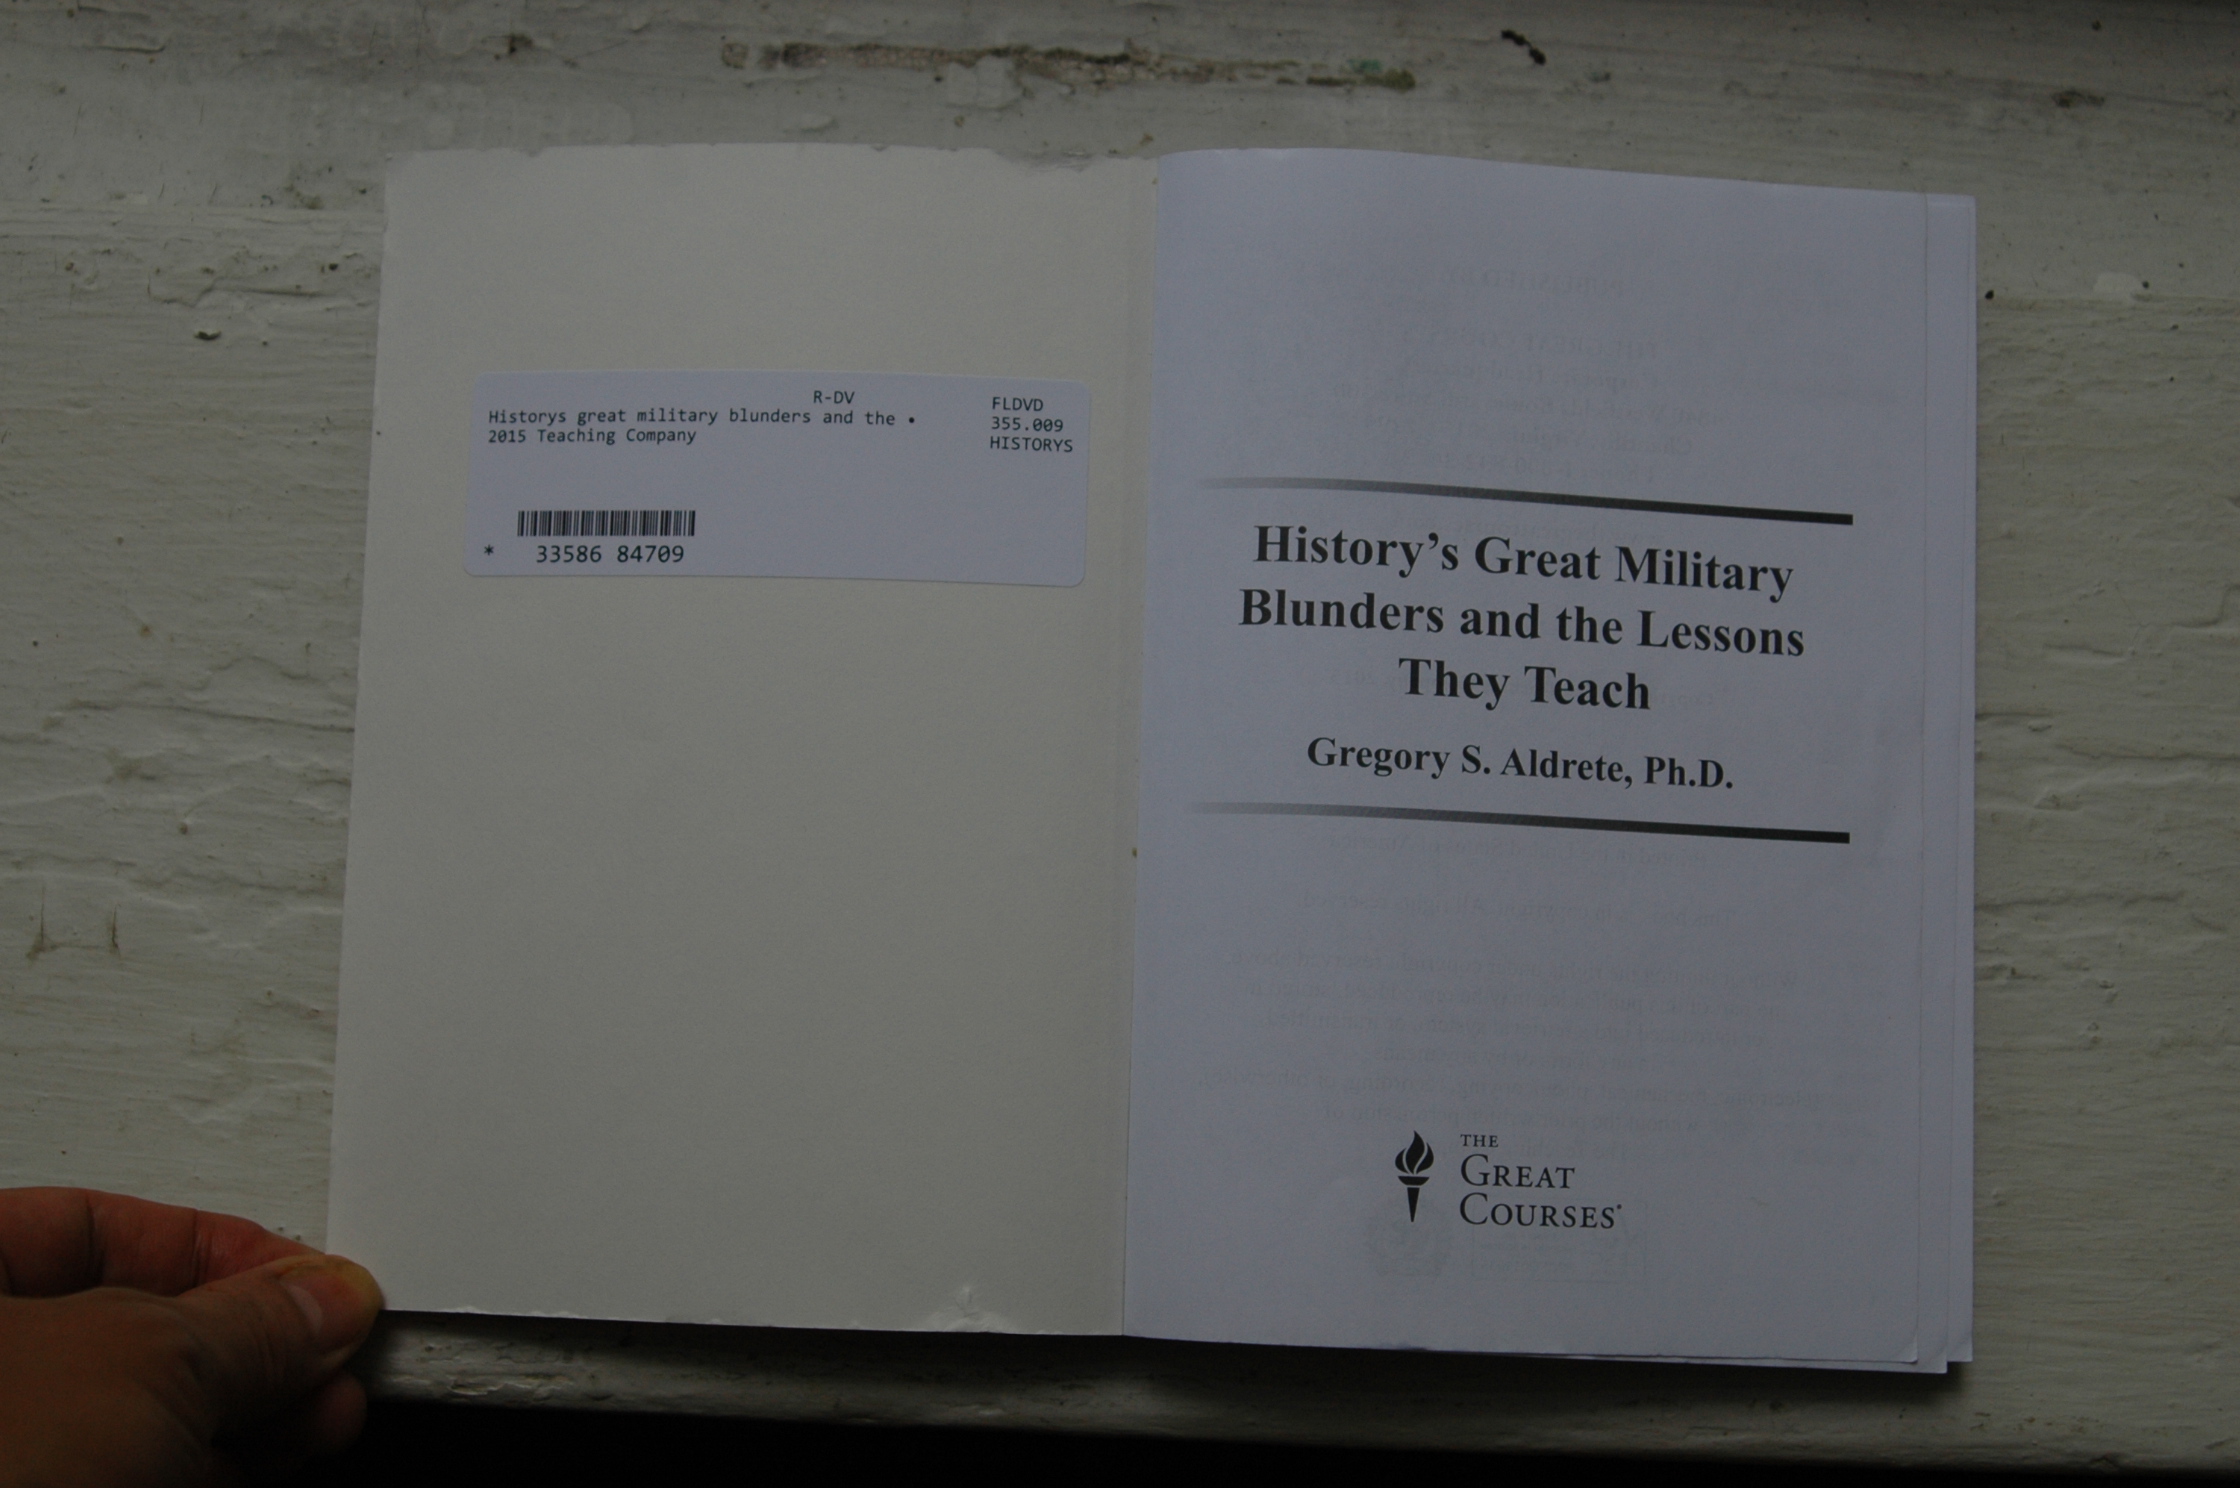 R-DV
Historys great military blunders and the •
2015 Teaching Company
FLDVD
355.009
HISTORYS
* 33586 84709
History’s Great Military
Blunders and the Lessons
They Teach
Gregory S. Aldrete, Ph.D.
THE
GREAT
COURSES®